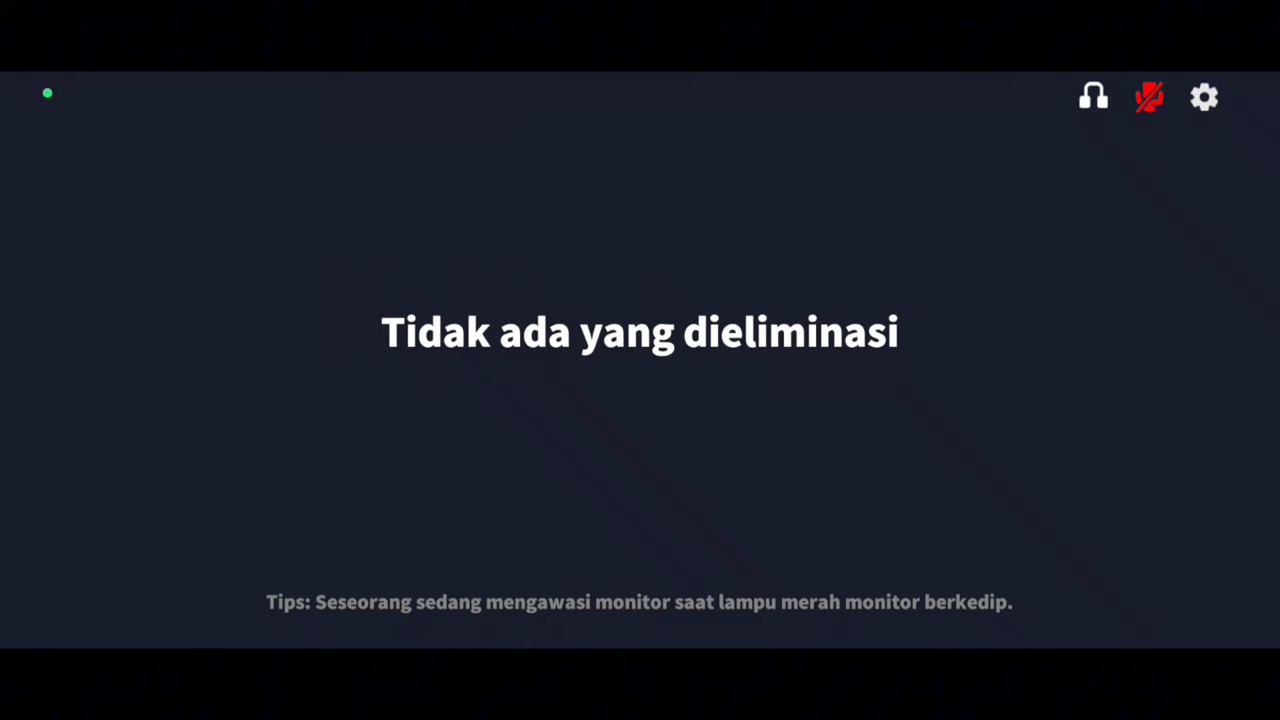 Tidak ada yang dieliminasi
Tips: Seseorang sedang mengawasi monitor saat lampu merah monitor berkedip.